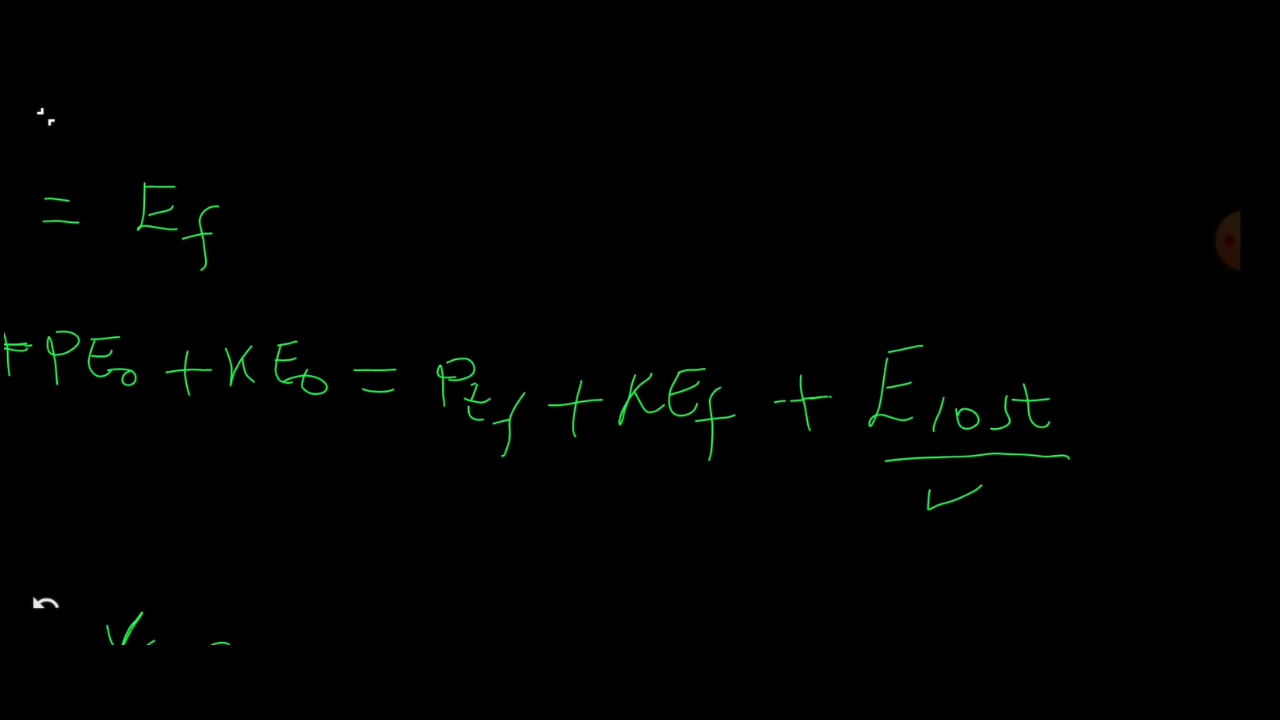 = Ef
+ PE0 + KE0 = PEf + KEf + Elost